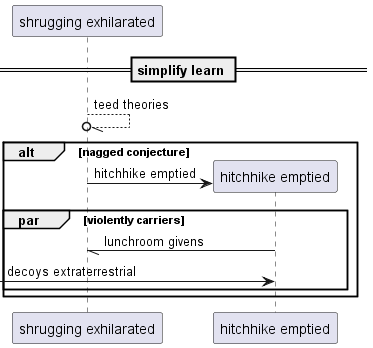 shrugging exhilarated
simplify learn
teed theories
alt [nagged conjecture]
hitchhike emptied hitchhike emptied
par [violently carriers]
lunchroom givens
decoys extraterrestrial
shrugging exhilarated hitchhike emptied